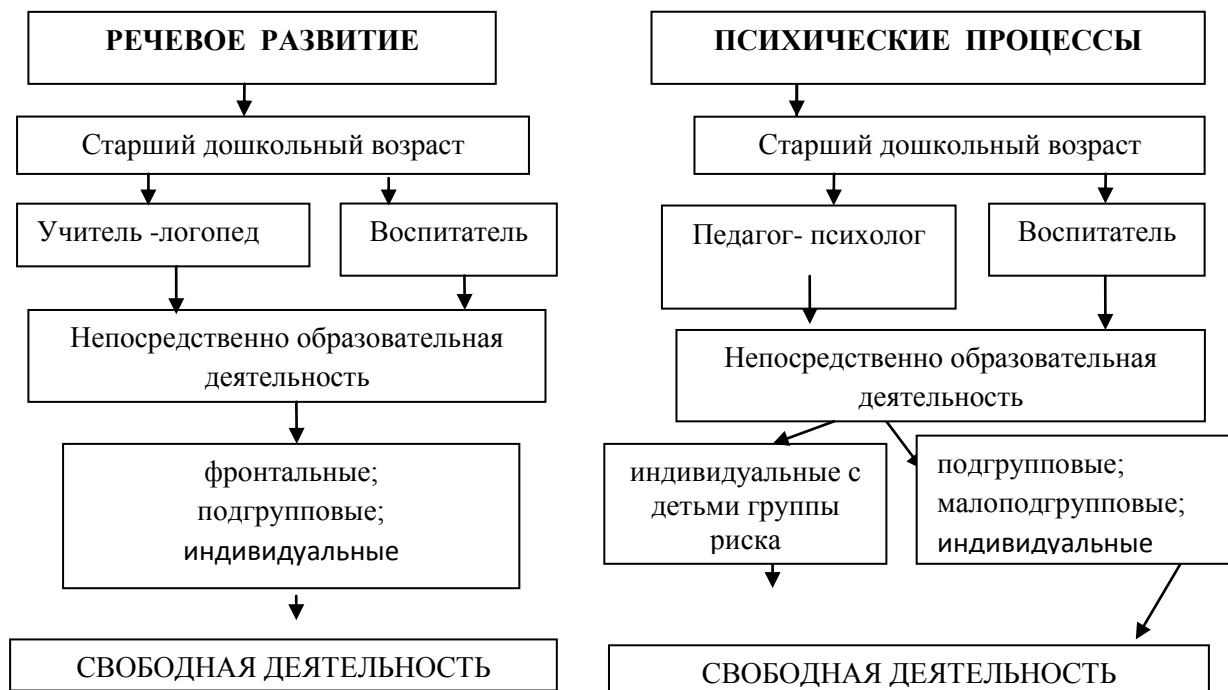 РЕЧЕВОЕ РАЗВИТИЕ
Старший дошкольный возраст
Учитель -логопед
Воспитатель
Непосредственно образовательная
деятельность
фронтальные;
подгрупповые;
индивидуальные
СВОБОДНАЯ ДЕЯТЕЛЬНОСТЬ
ПСИХИЧЕСКИЕ ПРОЦЕССЫ
Старший дошкольный возраст
Педагог- психолог
Воспитатель
Непосредственно образовательная
деятельность
индивидуальные с
детьми группы
риска
подгрупповые;
малоподгрупповые;
индивидуальные
СВОБОДНАЯ ДЕЯТЕЛЬНОСТЬ